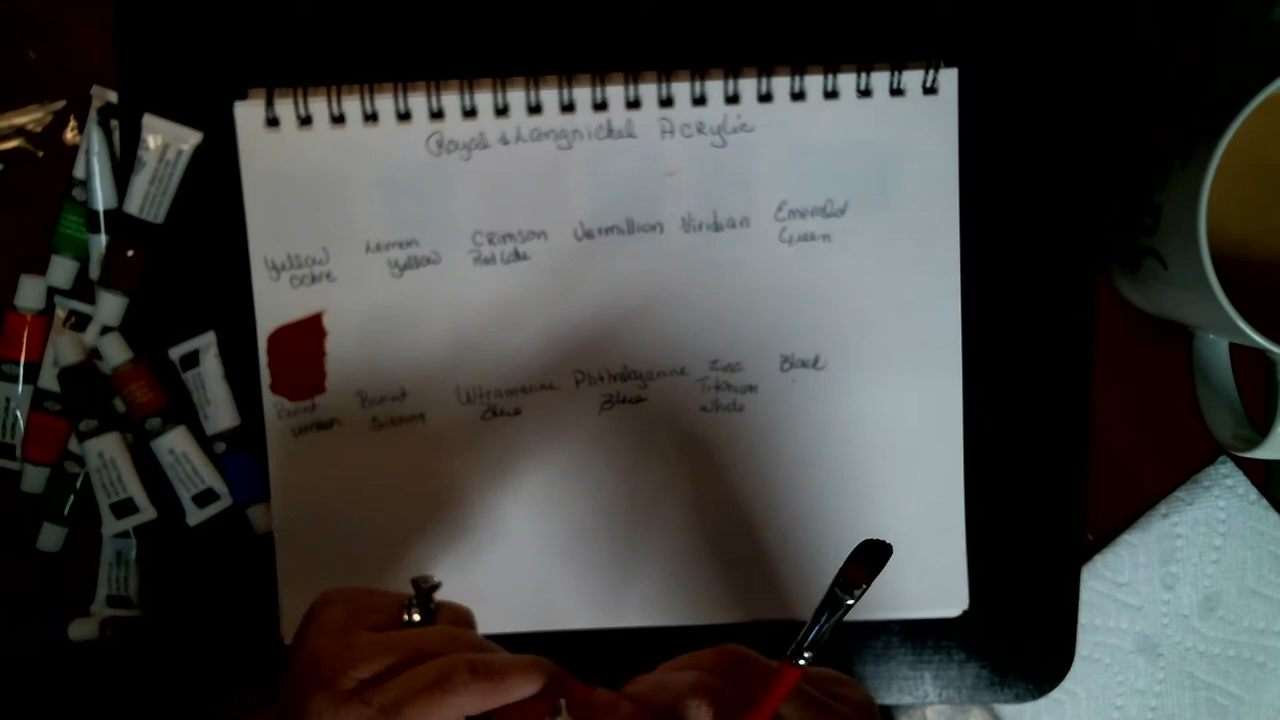 Royal & Langnickel Acrylic
Yellow Ochre
Lemon Yellow
Crimson Red Lake
Vermillion
Viridian
Emerald Green
Burnt Umber
Burnt Sienna
Ultramarine Blue
Blue
Zinc Titanium White
Black